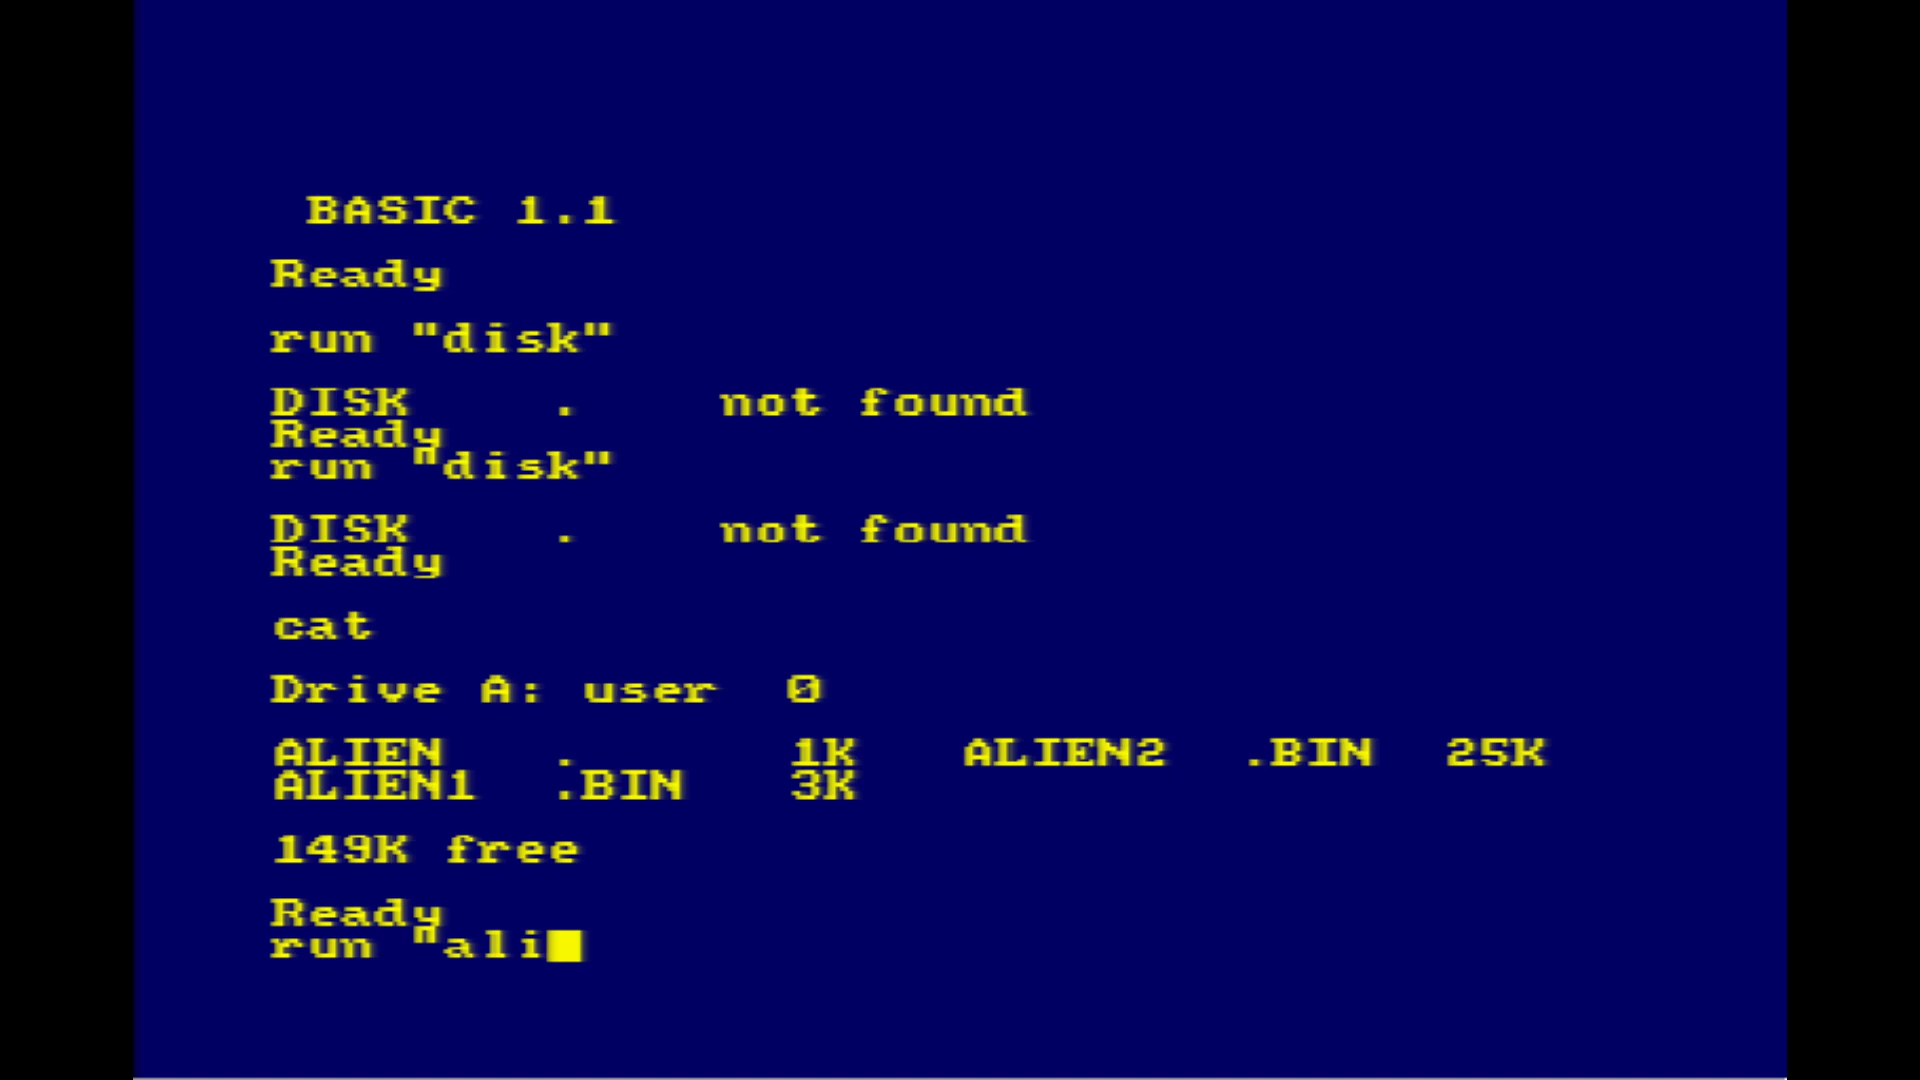 BASIC 1.1
Ready
run "disk"
DISK . not found
Ready
run "disk"
DISK . not found
Ready
cat
Drive A: user 0
ALIEN . 1K ALIEN2 .BIN 25K
ALIEN1 .BIN 3K
149K free
Ready
run "ali